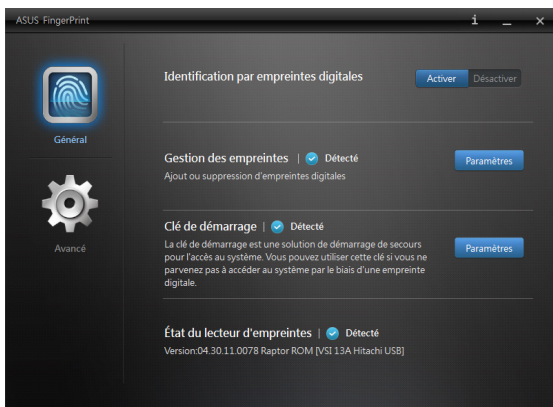 ASUS FingerPrint
Identification par empreintes digitales
Activer
Désactiver
Général
Gestion des empreintes | Détecté
Ajout ou suppression d'empreintes digitales
Paramètres
Clé de démarrage | Détecté
La clé de démarrage est une solution de démarrage de secours
pour l'accès au système. Vous pouvez utiliser cette clé si vous ne
parvenez pas à accéder au système par le biais d'une empreinte
digitale.
Paramètres
Avancé
État du lecteur d'empreintes | Détecté
Version:04.30.11.0078 Raptor ROM [VSI 13A Hitachi USB]